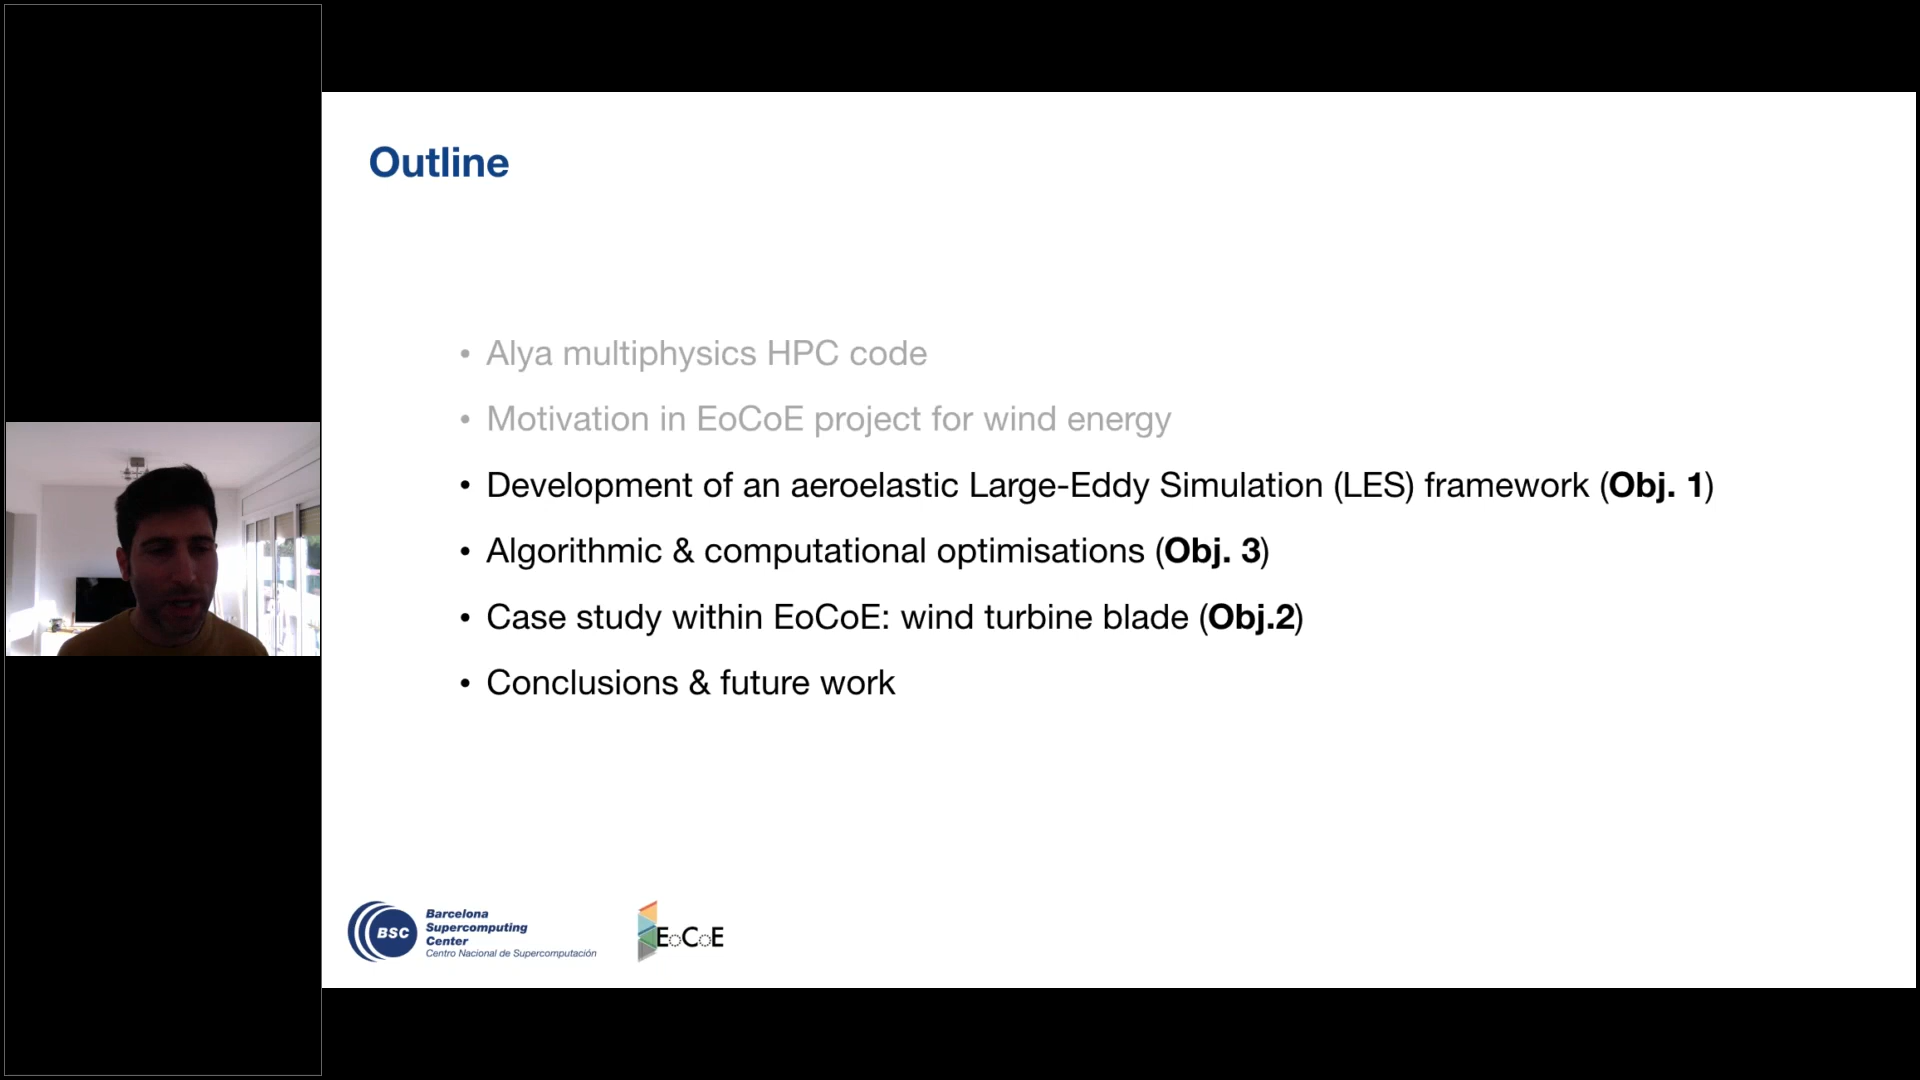 Outline
• Alya multiphysics HPC code
• Motivation in EoCoE project for wind energy
• Development of an aeroelastic Large-Eddy Simulation (LES) framework (Obj. 1)
• Algorithmic & computational optimisations (Obj. 3)
• Case study within EoCoE: wind turbine blade (Obj.2)
• Conclusions & future work
BSC
Barcelona
Supercomputing
Center
Centro Nacional de Supercomputación
EoCoE